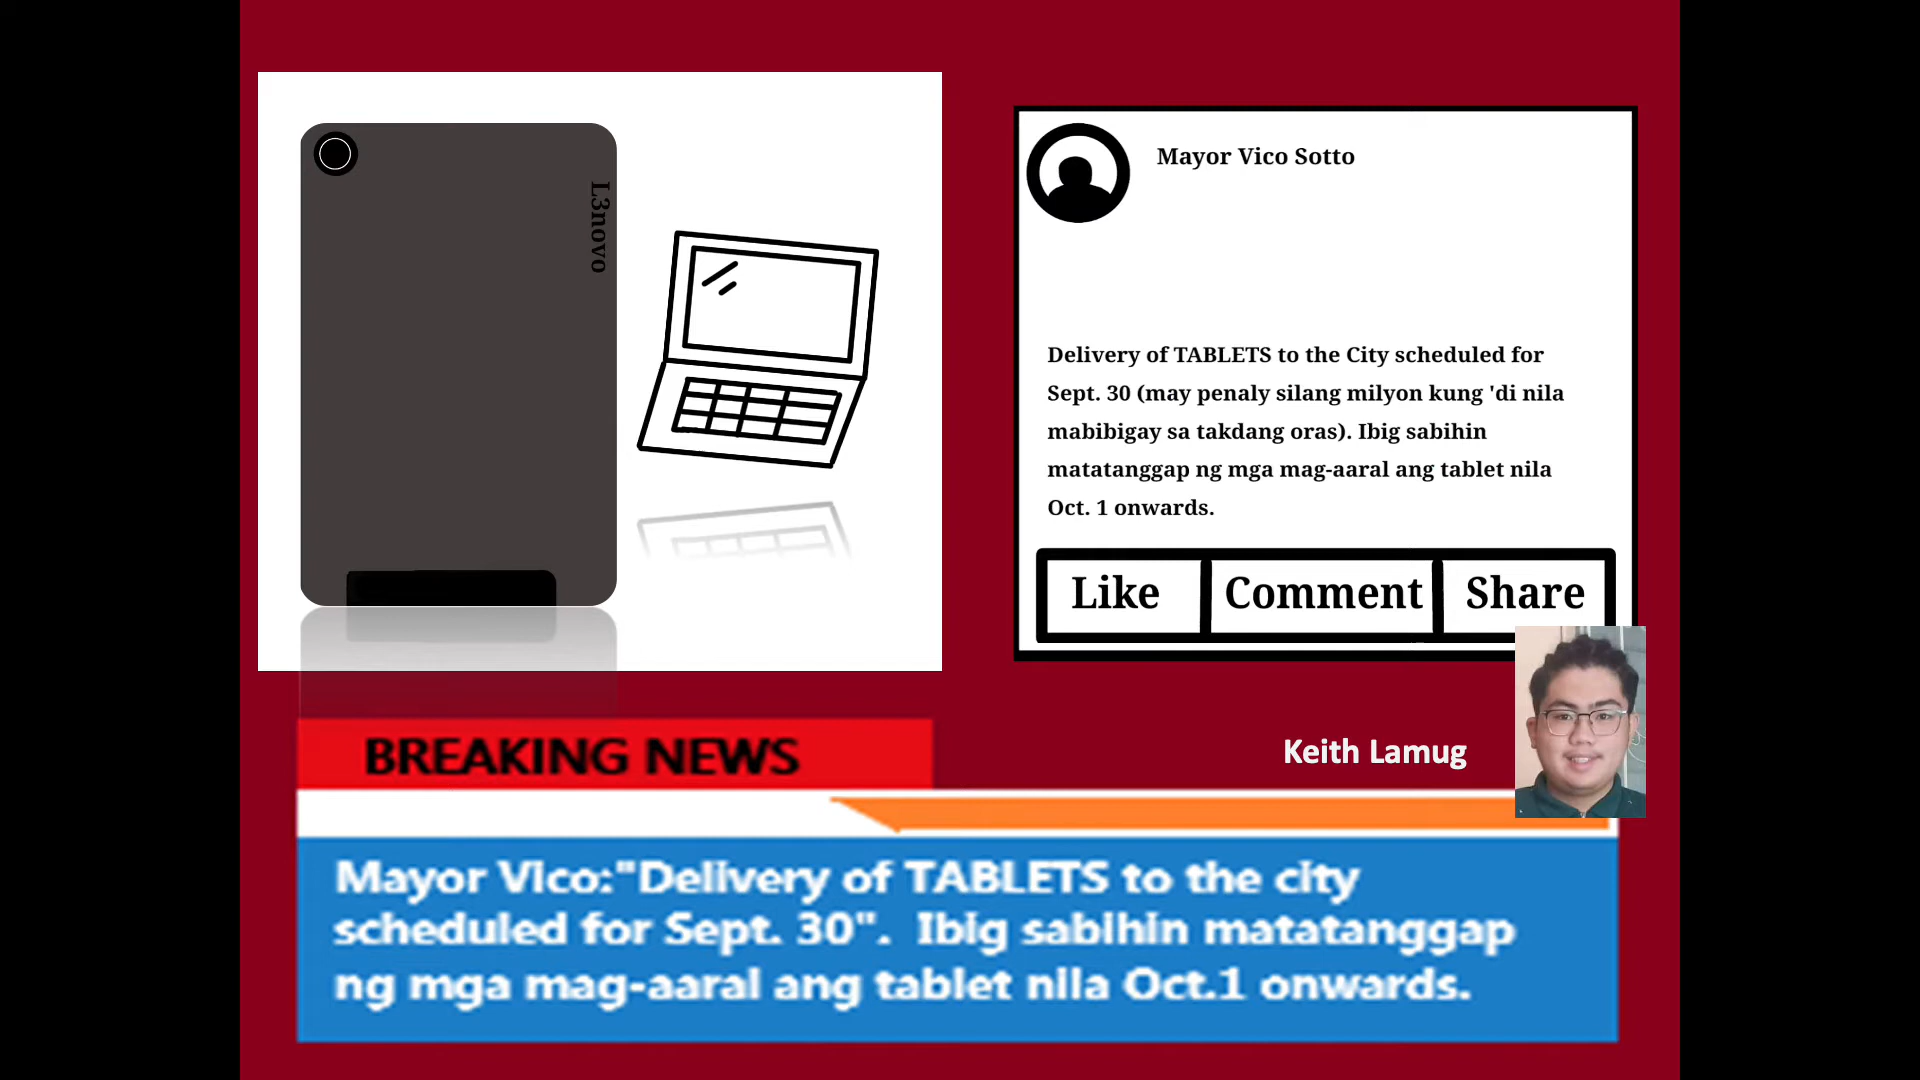 L3novo
Mayor Vico Sotto
Delivery of TABLETS to the City scheduled for
Sept. 30 (may penaly silang milyon kung 'di nila
mabibigay sa takdang oras). Ibig sabihin
matatanggap ng mga mag-aaral ang tablet nila
Oct. 1 onwards.
Like Comment Share
Keith Lamug
BREAKING NEWS
Mayor Vico:"Delivery of TABLETS to the city
scheduled for Sept. 30". Ibig sabihin matatanggap
ng mga mag-aaral ang tablet nila Oct.1 onwards.